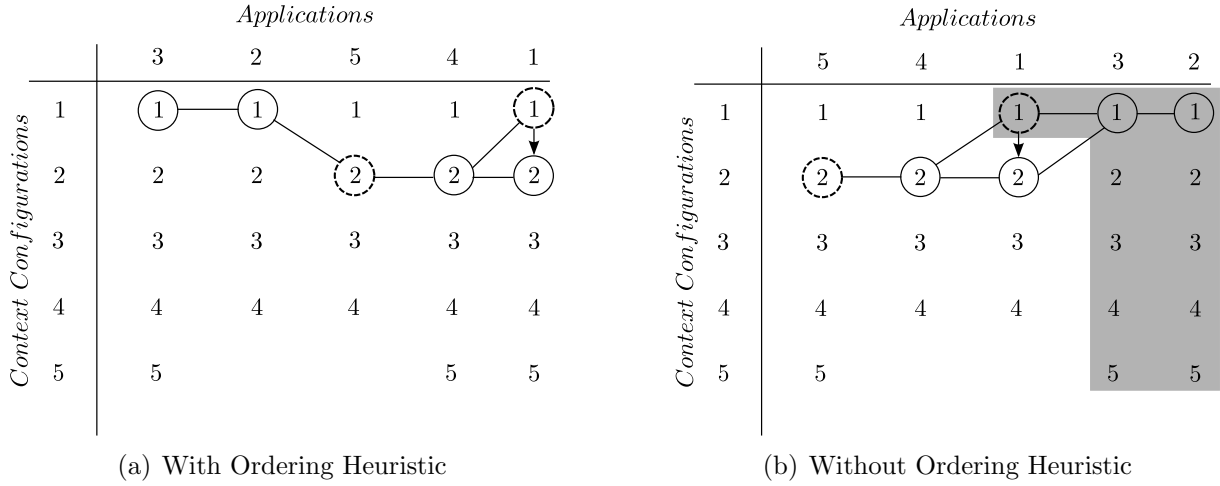 Applications
3 2 5 4 1
Context Configurations
1 1 1 1 1 1
2 2 2 2 2 2
3 3 3 3 3 3
4 4 4 4 4 4
5 5 5 5
(a) With Ordering Heuristic
Applications
5 4 1 3 2
Context Configurations
1 1 1 1 1 1
2 2 2 2 2 2
3 3 3 3 3 3
4 4 4 4 4 4
5 5 5 5
(b) Without Ordering Heuristic